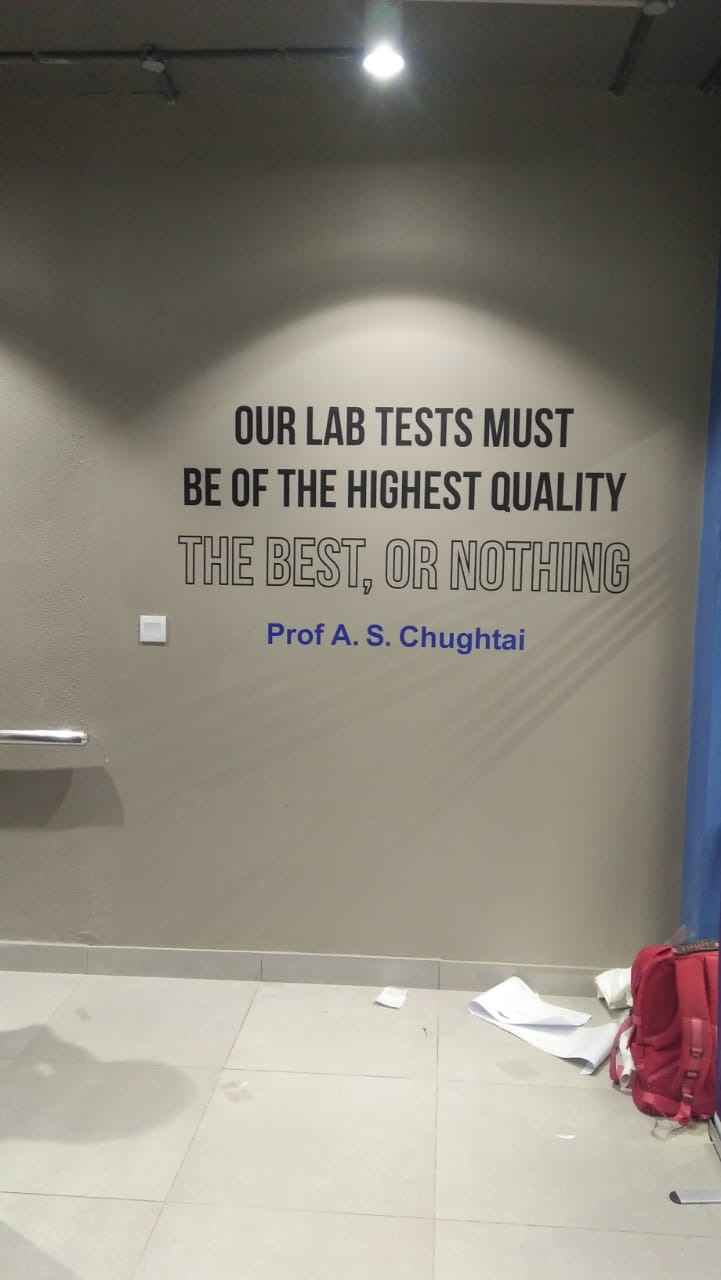 OUR LAB TESTS MUST
BE OF THE HIGHEST QUALITY
THE BEST, OR NOTHING
Prof A. S. Chughtai